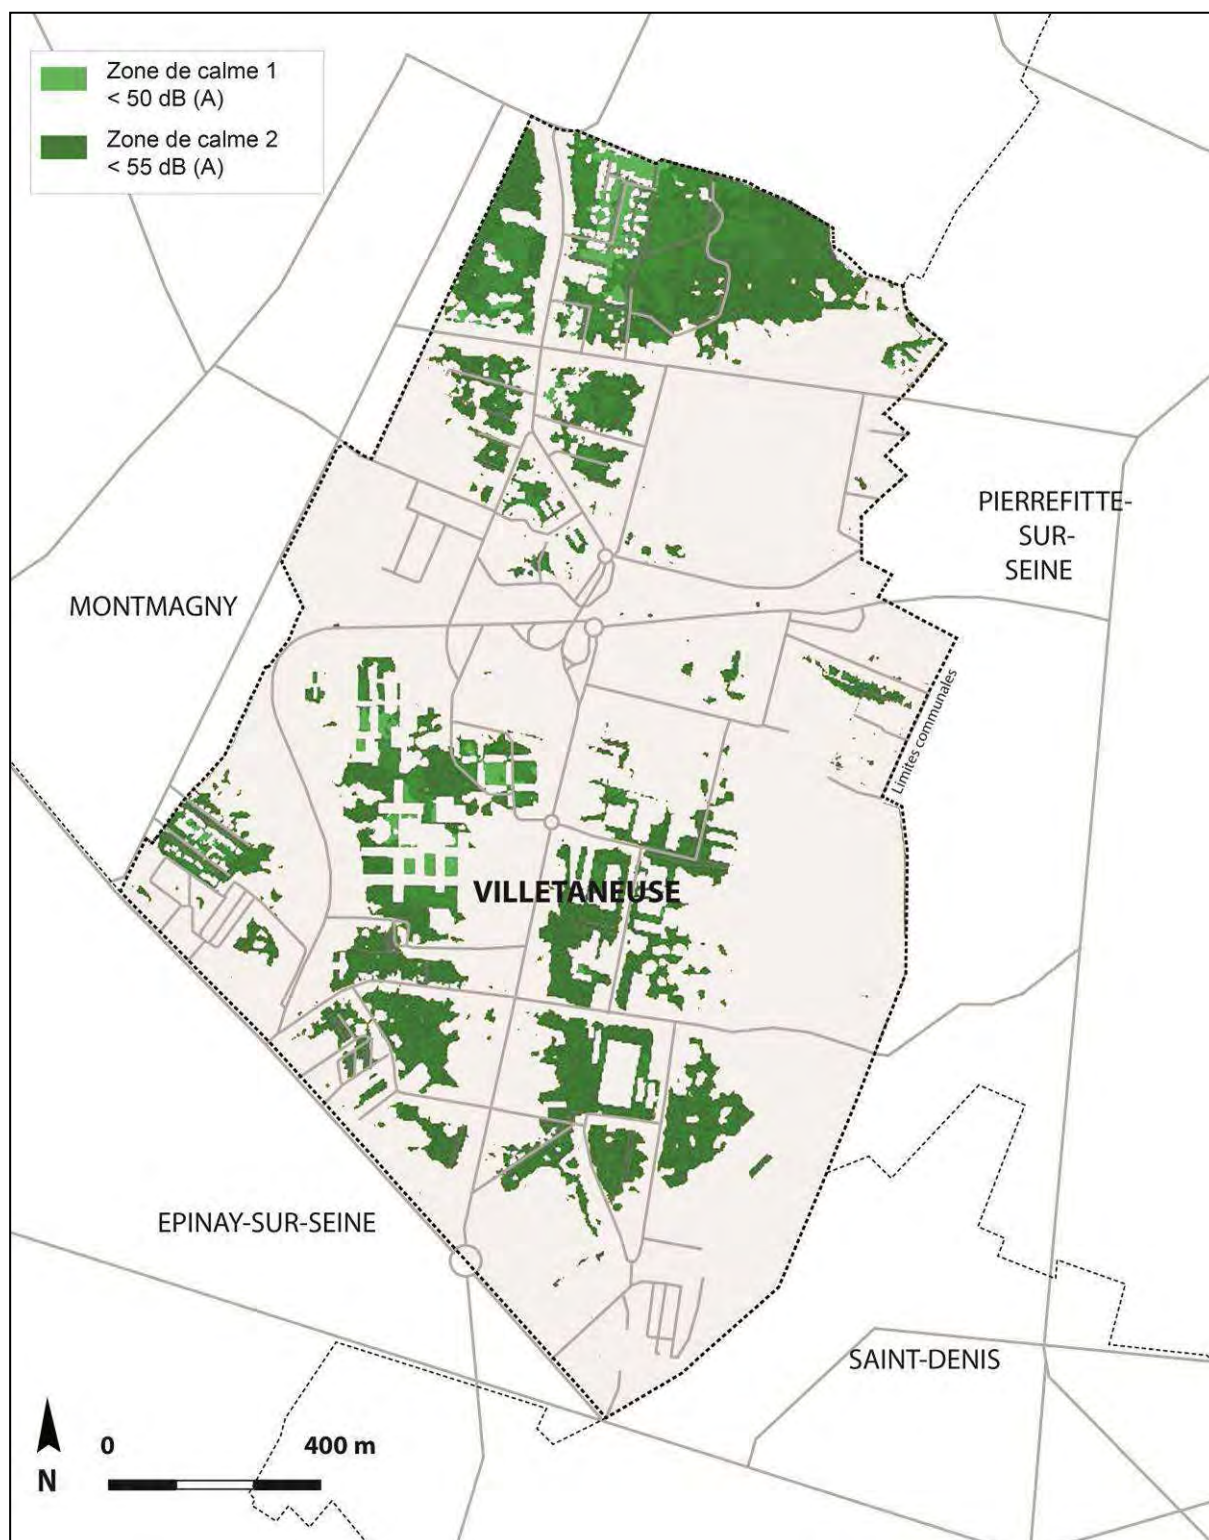 Zone de calme 1
< 50 dB (A)
Zone de calme 2
< 55 dB (A)
PIERREFITTE-
SUR-
SEINE
MONTMAGNY
Limites communales
VILLETANEUSE
EPINAY-SUR-SEINE
SAINT-DENIS
0 400 m
N